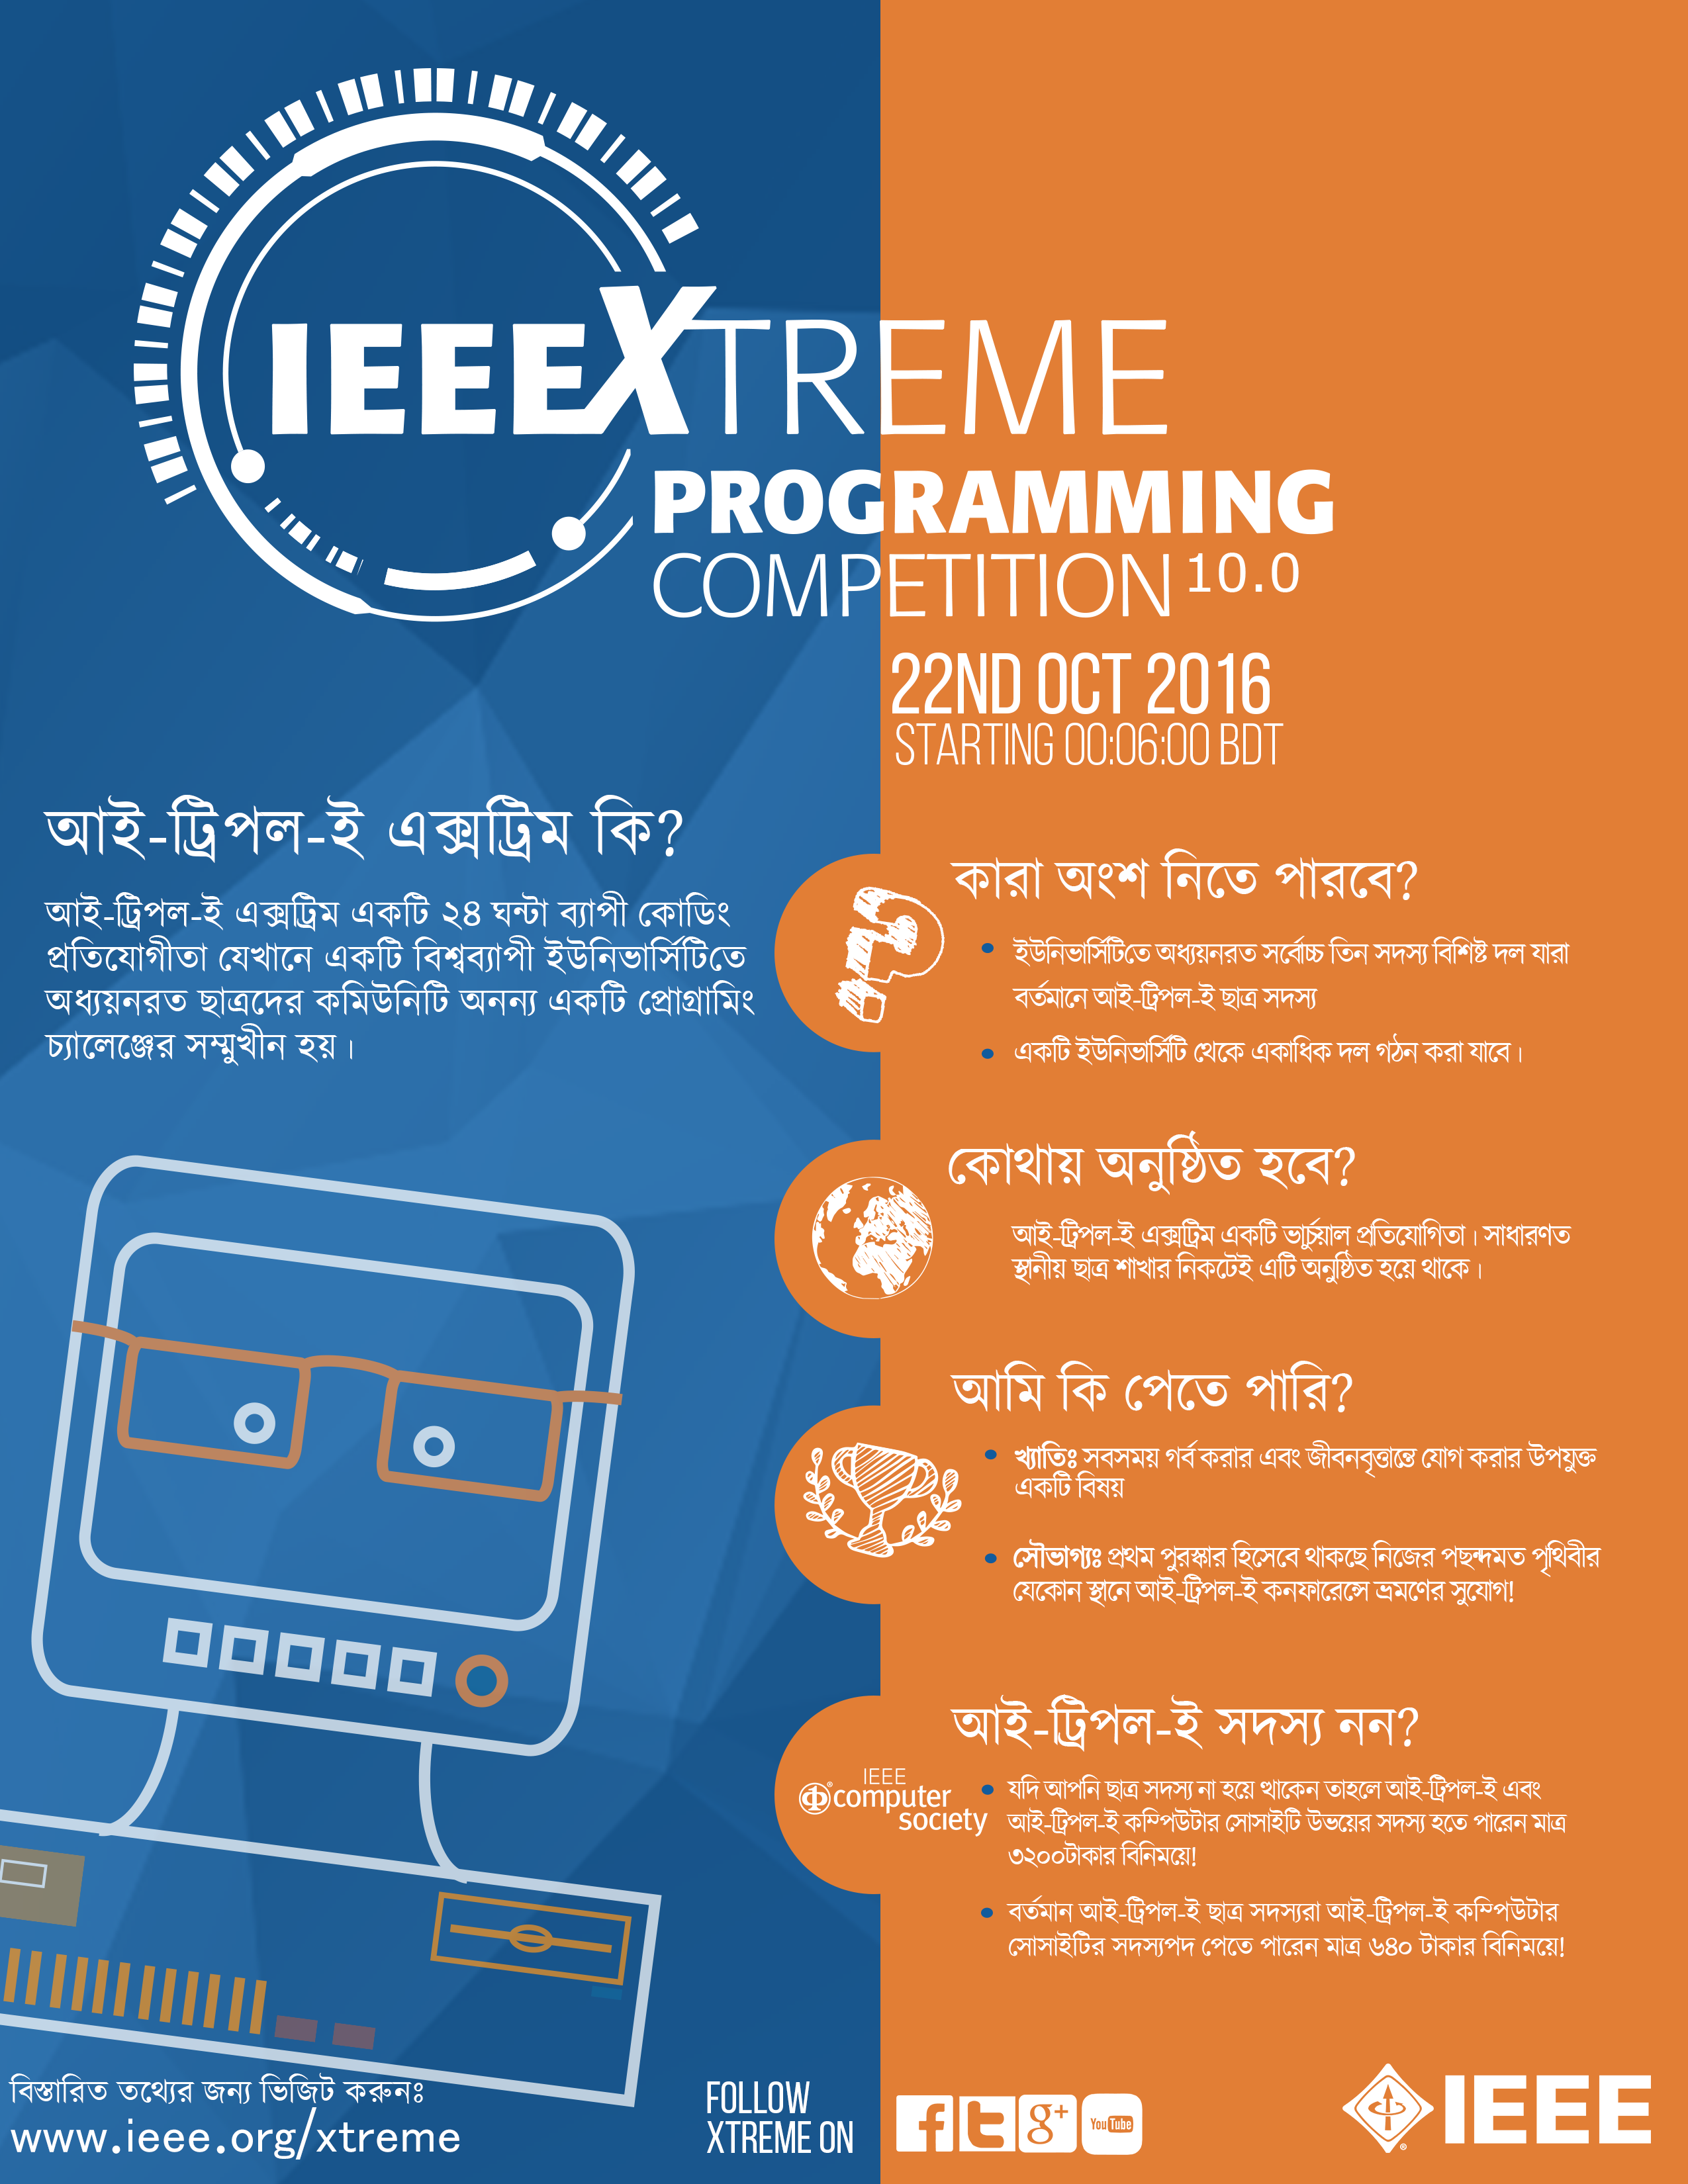 IEEEXTREME
PROGRAMMING
COMPETITION 10.0
22ND OCT 2016
STARTING 00:06:00 BDT
আই-ট্রিপল-ই এক্সট্রিম কি?
আই-ট্রিপল-ই এক্সট্রিম একটি ২৪ ঘন্টা ব্যাপী কোডিং
প্রতিযোগীতা যেখানে একটি বিশ্বব্যাপী ইউনিভার্সিটিতে
অধ্যয়নরত ছাত্রদের কমিউনিটি অনন্য একটি প্রোগ্রামিং
চ্যালেঞ্জের সম্মুখীন হয়।
কারা অংশ নিতে পারবে?
• ইউনিভার্সিটিতে অধ্যয়নরত সর্বোচ্চ তিন সদস্য বিশিষ্ট দল যারা
বর্তমানে আই-ট্রিপল-ই ছাত্র সদস্য
• একটি ইউনিভার্সিটি থেকে একাধিক দল গঠন করা যাবে।
কোথায় অনুষ্ঠিত হবে?
আই-ট্রিপল-ই এক্সট্রিম একটি ভার্চুয়াল প্রতিযোগিতা। সাধারণত
স্থানীয় ছাত্র শাখার নিকটেই এটি অনুষ্ঠিত হয়ে থাকে।
আমি কি পেতে পারি?
• খ্যাতিঃ সবসময় গর্ব করার এবং জীবনবৃত্তান্তে যোগ করার উপযুক্ত
একটি বিষয়
• সৌভাগ্যঃ প্রথম পুরস্কার হিসেবে থাকছে নিজের পছন্দমত পৃথিবীর
যেকোন স্থানে আই-ট্রিপল-ই কনফারেন্সে ভ্রমণের সুযোগ!
আই-ট্রিপল-ই সদস্য নন?
IEEE
computer
society
• যদি আপনি ছাত্র সদস্য না হয়ে থাকেন তাহলে আই-ট্রিপল-ই এবং
আই-ট্রিপল-ই কম্পিউটার সোসাইটি উভয়ের সদস্য হতে পারেন মাত্র
৩২০০টাকার বিনিময়ে!
• বর্তমান আই-ট্রিপল-ই ছাত্র সদস্যরা আই-ট্রিপল-ই কম্পিউটার
সোসাইটির সদস্যপদ পেতে পারেন মাত্র ৬৪০ টাকার বিনিময়ে!
বিস্তারিত তথ্যের জন্য ভিজিট করুনঃ
www.ieee.org/xtreme
FOLLOW
XTREME ON
You Tube
IEEE